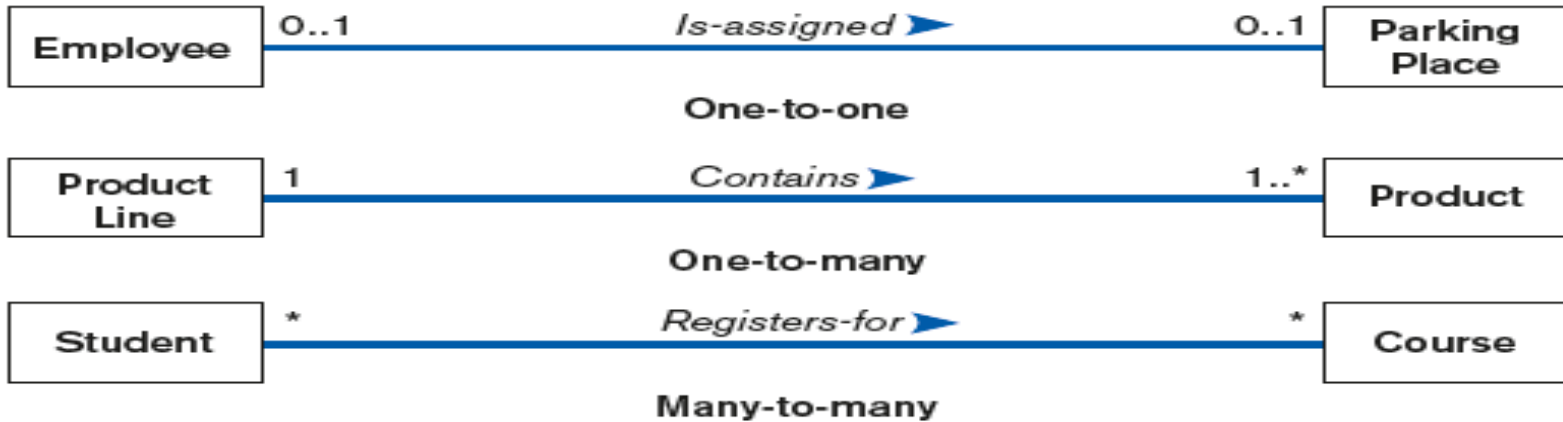 Employee 0..1 Is-assigned 0..1 Parking Place
One-to-one
Product Line 1 Contains 1..* Product
One-to-many
Student * Registers-for * Course
Many-to-many